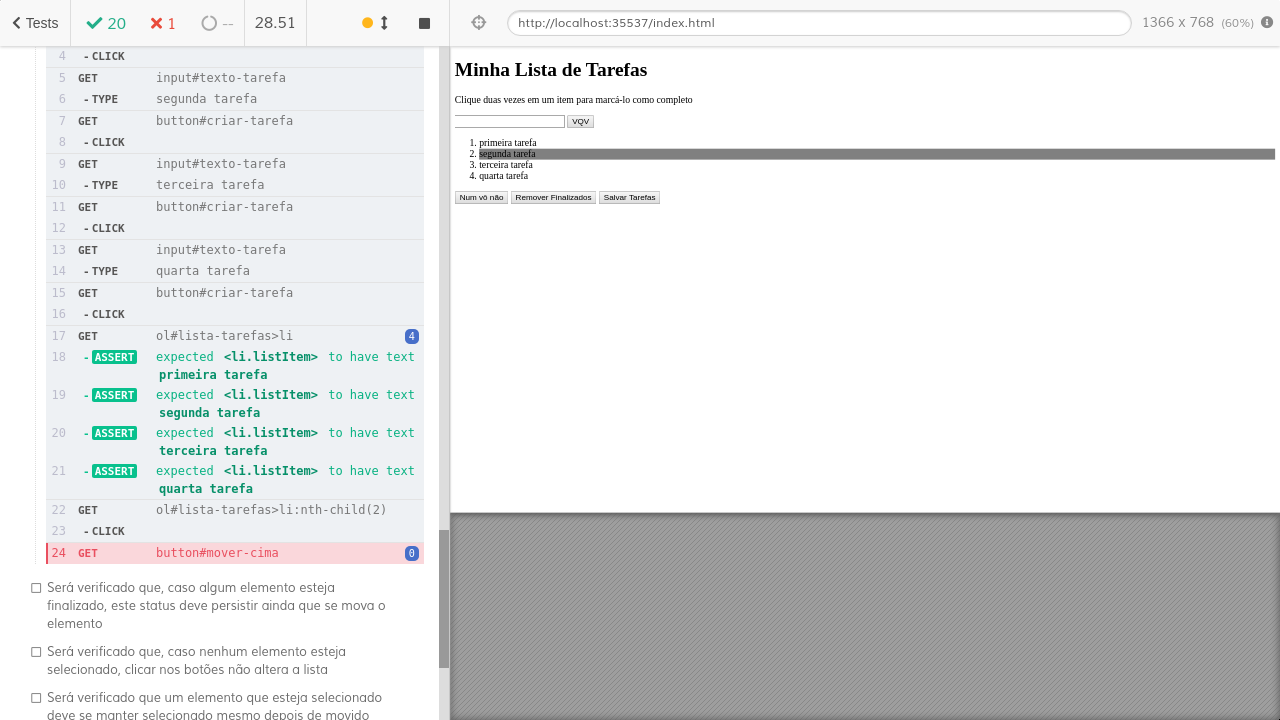 Tests 20 1 -- 28.51
http://localhost:35537/index.html 1366 x 768 (60%)
4 - CLICK
5 GET input#texto-tarefa
6 - TYPE segunda tarefa
7 GET button#criar-tarefa
8 - CLICK
9 GET input#texto-tarefa
10 - TYPE terceira tarefa
11 GET button#criar-tarefa
12 - CLICK
13 GET input#texto-tarefa
14 - TYPE quarta tarefa
15 GET button#criar-tarefa
16 - CLICK
17 GET ol#lista-tarefas>li 4
18 - ASSERT expected <li.listItem> to have text
primeira tarefa
19 - ASSERT expected <li.listItem> to have text
segunda tarefa
20 - ASSERT expected <li.listItem> to have text
terceira tarefa
21 - ASSERT expected <li.listItem> to have text
quarta tarefa
22 GET ol#lista-tarefas>li:nth-child(2)
23 - CLICK
24 GET button#mover-cima 0
Será verificado que, caso algum elemento esteja
finalizado, este status deve persistir ainda que se mova o
elemento
Será verificado que, caso nenhum elemento esteja
selecionado, clicar nos botões não altera a lista
Será verificado que um elemento que esteja selecionado
deve se manter selecionado mesmo depois de movido
Minha Lista de Tarefas
Clique duas vezes em um item para marcá-lo como completo
VQV
1. primeira tarefa
2. segunda tarefa
3. terceira tarefa
4. quarta tarefa
Num vô não Remover Finalizados Salvar Tarefas